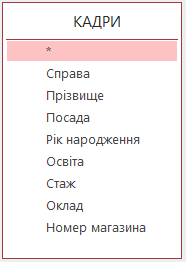 КАДРИ
*
Справа
Прізвище
Посада
Рік народження
Освіта
Стаж
Оклад
Номер магазина